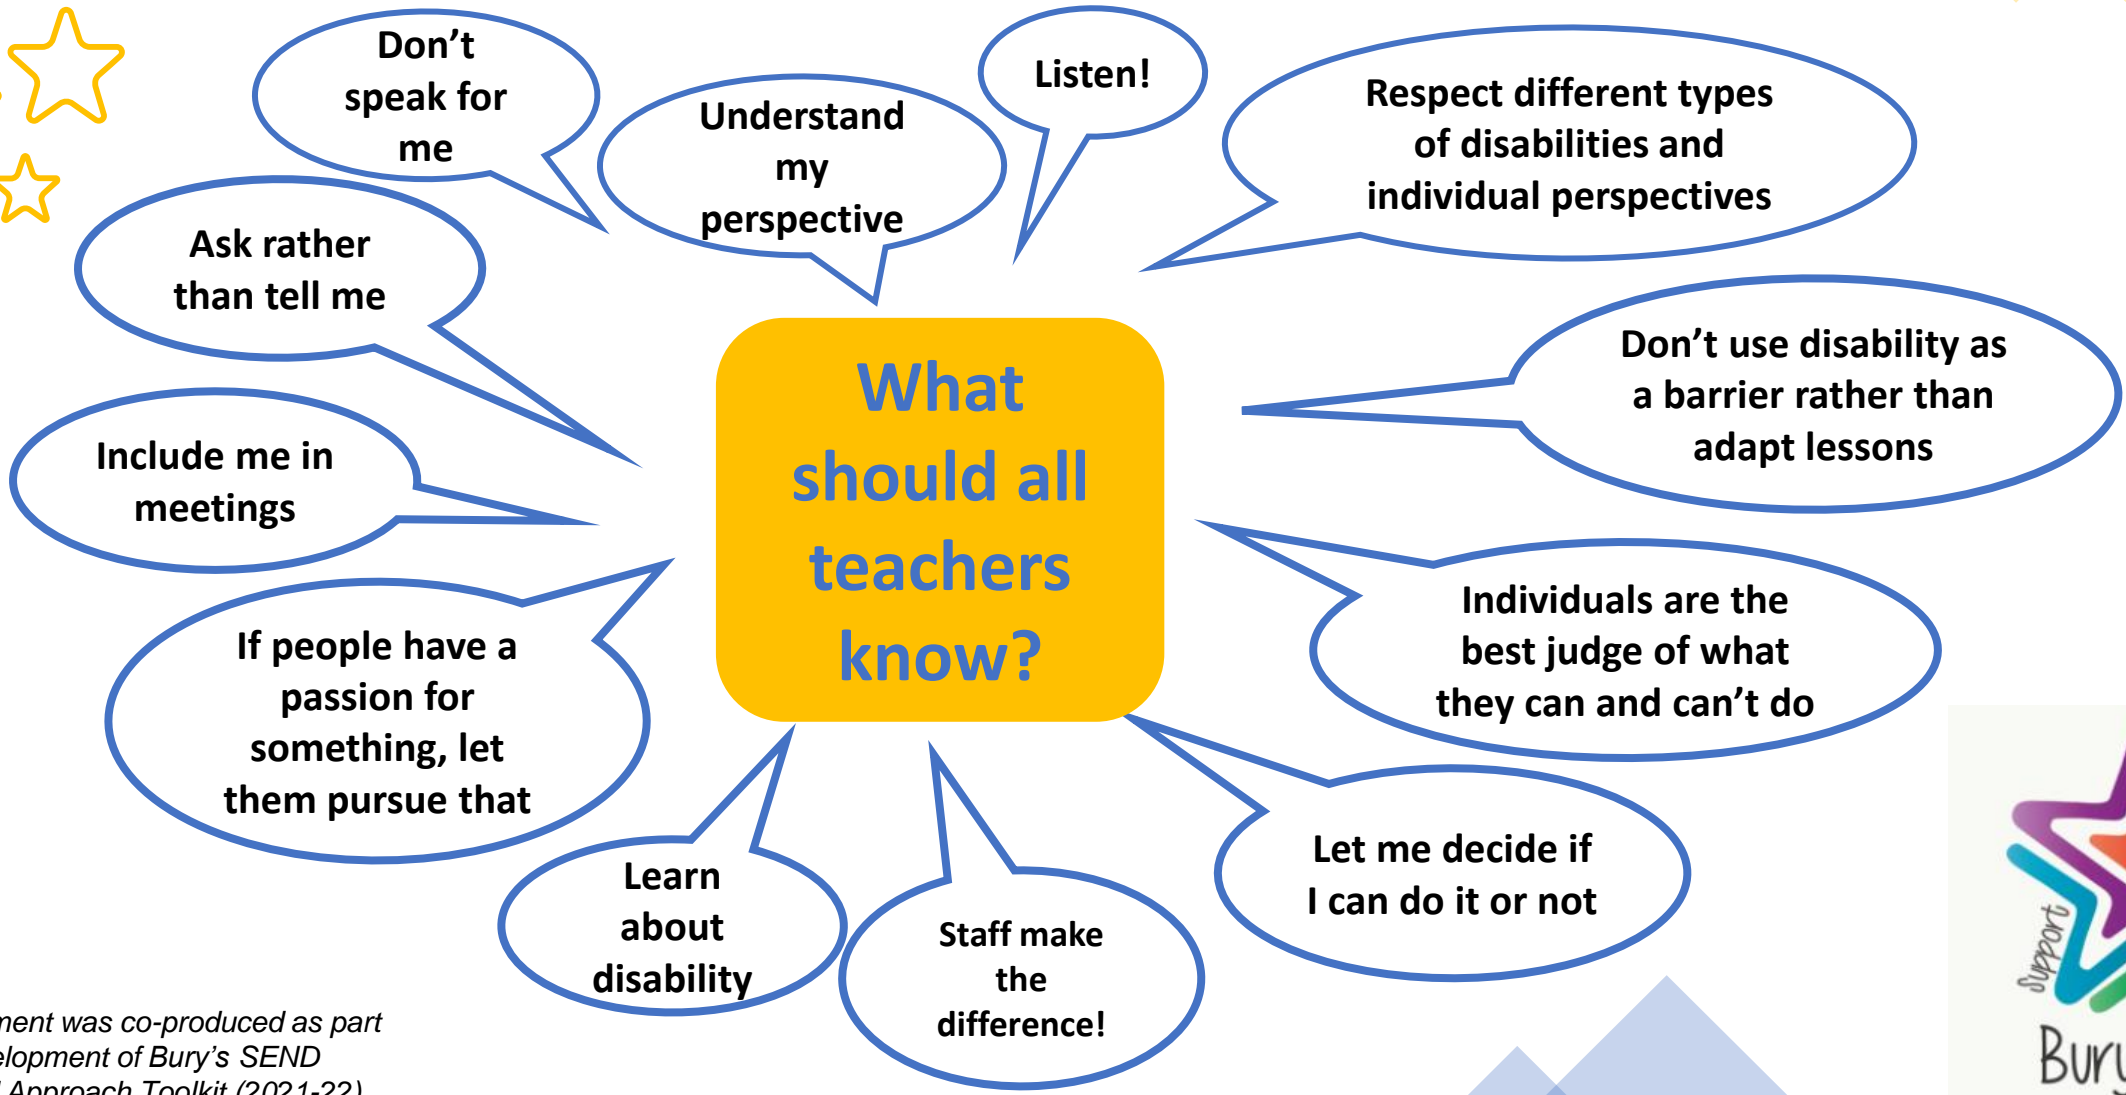 Don't
speak for
me
Understand
my
perspective
Listen!
Respect different types
of disabilities and
individual perspectives
Ask rather
than tell me
Don't use disability as
a barrier rather than
adapt lessons
Include me in
meetings
What
should all
teachers
know?
Individuals are the
best judge of what
they can and can't do
If people have a
passion for
something, let
them pursue that
Let me decide if
I can do it or not
Learn
about
disability
Staff make
the
difference!
was co-produced as part
of Bury's SEND
Approach Toolkit (2021-22)
Support
Bury